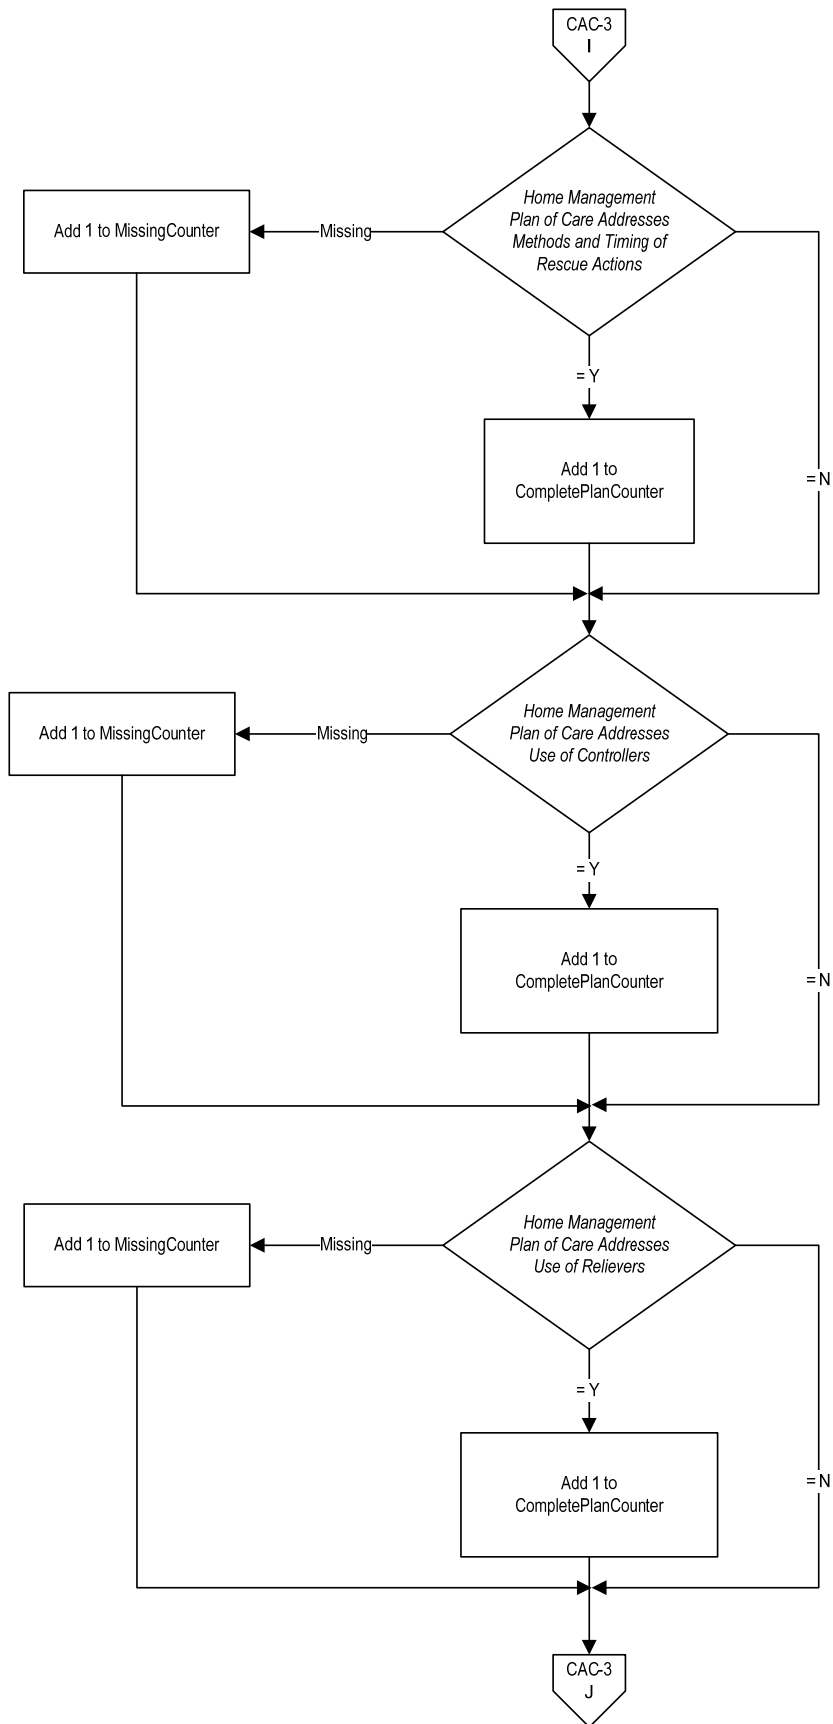 CAC-3
I
Home Management
Plan of Care Addresses
Methods and Timing of
Rescue Actions
Missing
Add 1 to MissingCounter
= Y
Add 1 to
CompletePlanCounter
= N
Home Management
Plan of Care Addresses
Use of Controllers
Missing
Add 1 to MissingCounter
= Y
Add 1 to
CompletePlanCounter
= N
Home Management
Plan of Care Addresses
Use of Relievers
Missing
Add 1 to MissingCounter
= Y
Add 1 to
CompletePlanCounter
= N
CAC-3
J